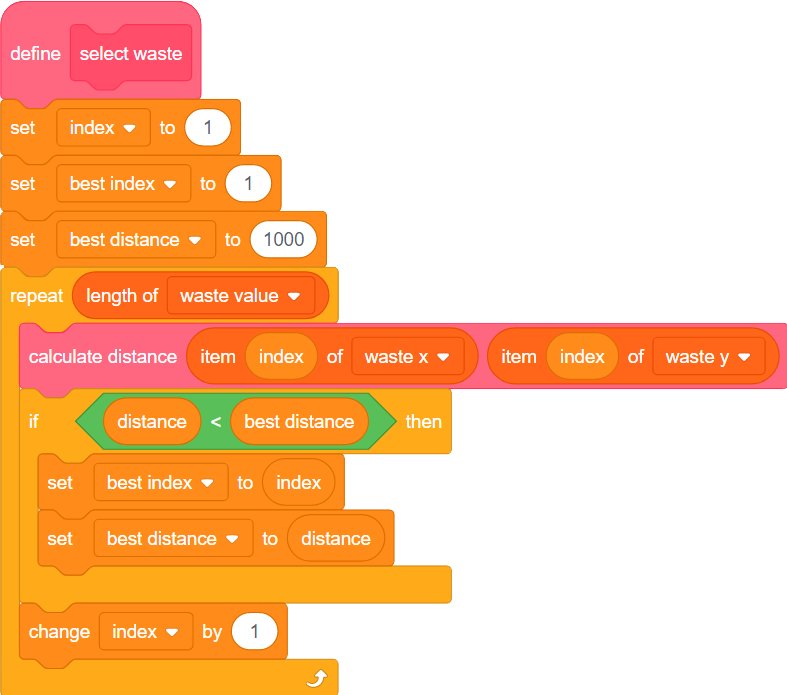 define select waste
set index to 1
set best index to 1
set best distance to 1000
repeat length of waste value
calculate distance item index of waste x item index of waste y
if distance < best distance then
set best index to index
set best distance to distance
change index by 1